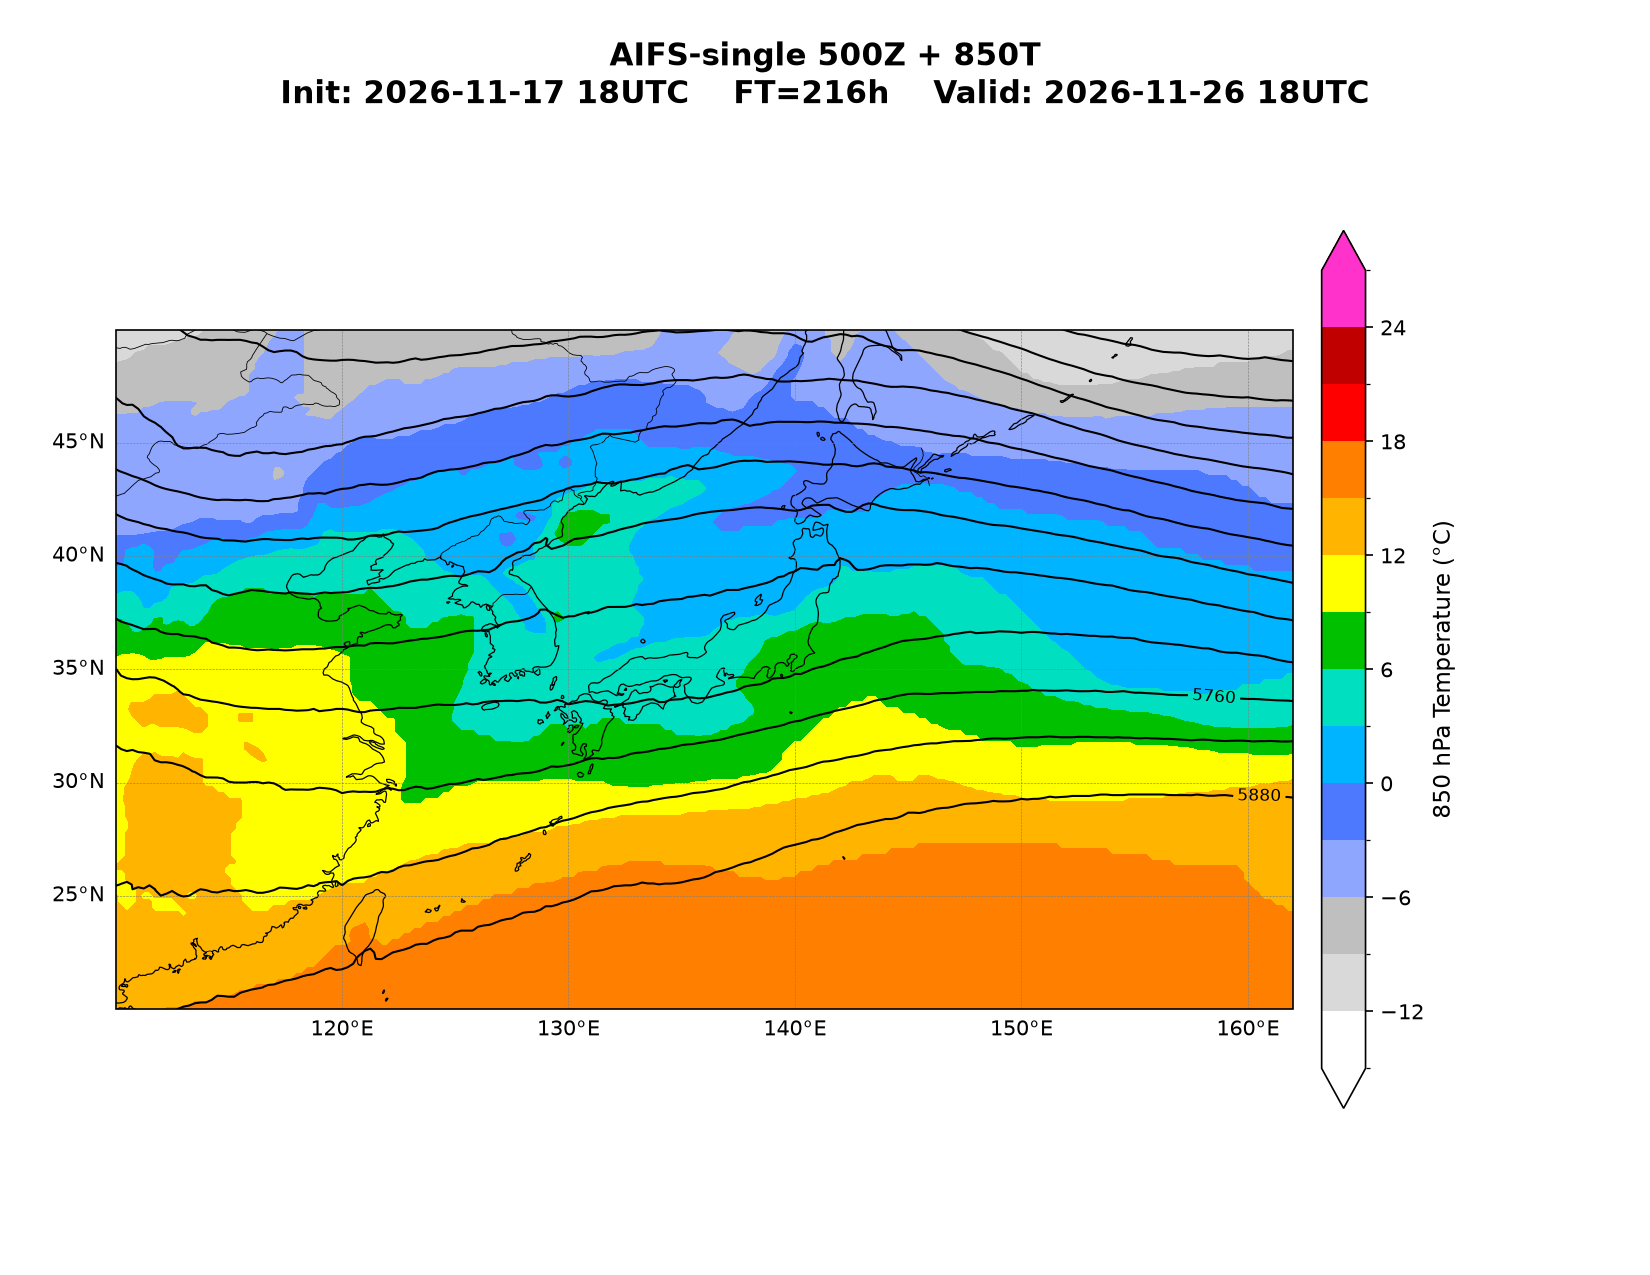 AIFS-single 500Z + 850T
Init: 2026-11-17 18UTC    FT=216h    Valid: 2026-11-26 18UTC
24
18
12
6
0
−6
−12
850 hPa Temperature (°C)
45°N
40°N
35°N
30°N
25°N
5760
5880
120°E
130°E
140°E
150°E
160°E